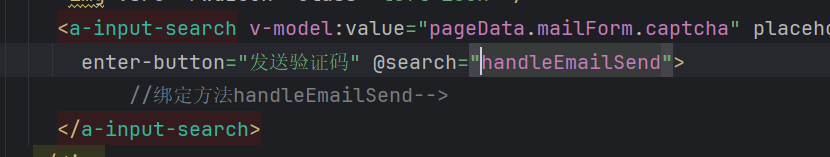 <a-input-search v-model:value="pageData.mailForm.captcha" placeho
enter-button="发送验证码" @search="handleEmailSend">
//绑定方法handleEmailSend-->
</a-input-search>